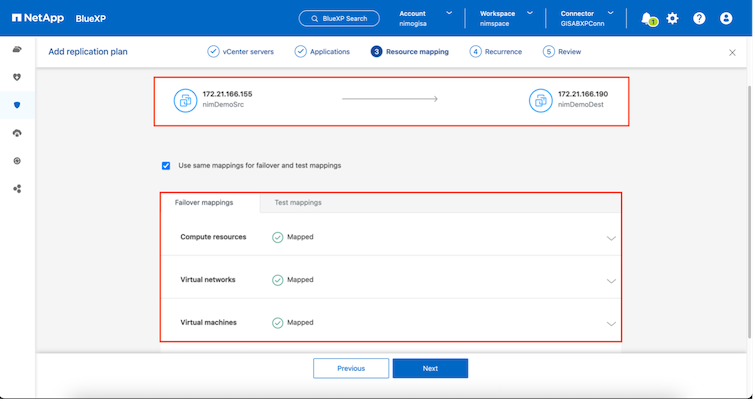 NetApp BlueXP
BlueXP Search
Account
nimogisa
Workspace
nimspace
Connector
GISABXPConn
1
Add replication plan
vCenter servers
Applications
3 Resource mapping
4 Recurrence
5 Review
172.21.166.155
nimDemoSrc
172.21.166.190
nimDemoDest
Use same mappings for failover and test mappings
Failover mappings
Test mappings
Compute resources
Mapped
Virtual networks
Mapped
Virtual machines
Mapped
Previous
Next